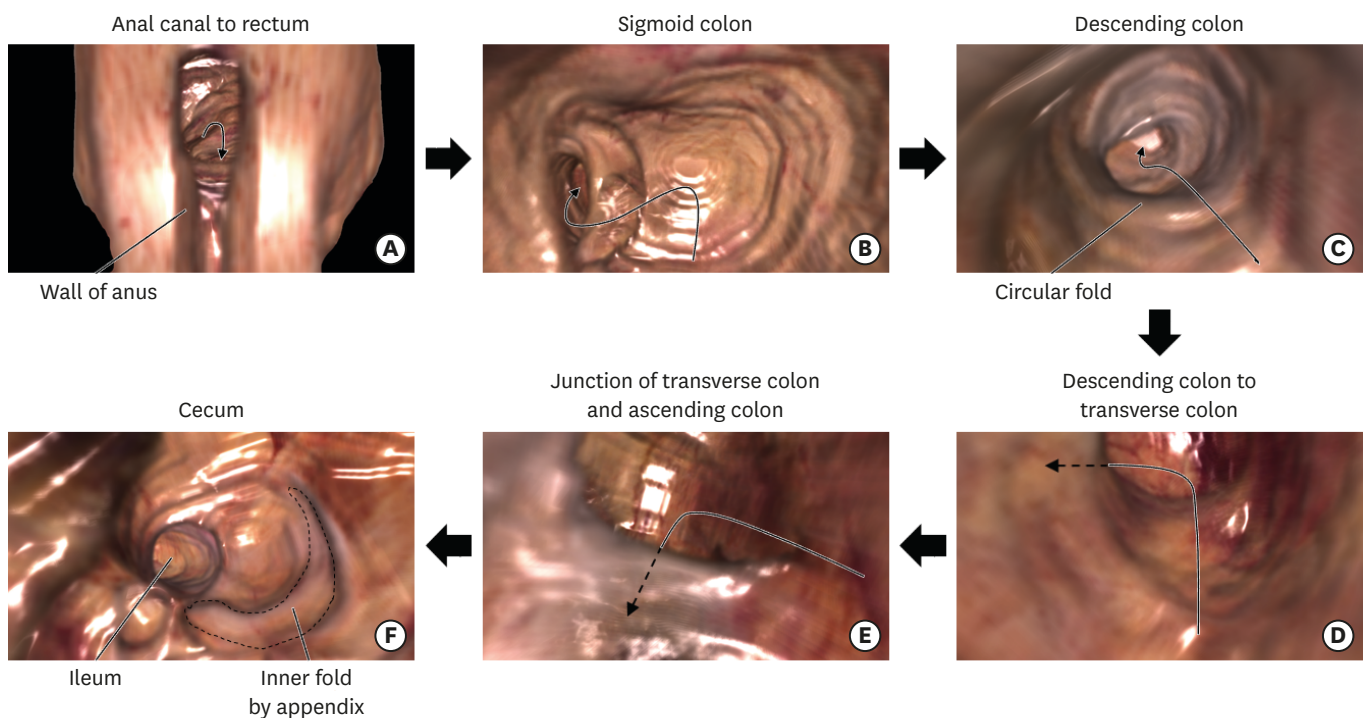 Anal canal to rectum
Sigmoid colon
Descending colon
A
B
C
Wall of anus
Circular fold
Descending colon to
transverse colon
Junction of transverse colon
and ascending colon
Cecum
D
E
F
Ileum
Inner fold
by appendix